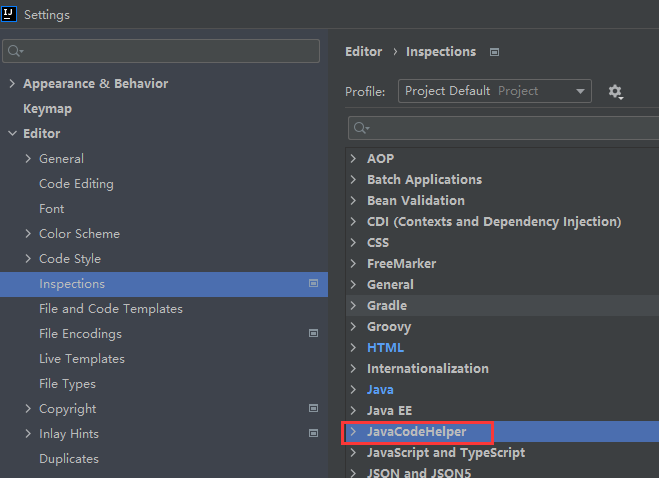 IJ
Settings
Appearance & Behavior
Keymap
Editor
General
Code Editing
Font
Color Scheme
Code Style
Inspections
File and Code Templates
File Encodings
Live Templates
File Types
Copyright
Inlay Hints
Duplicates
Editor › Inspections
Profile: Project Default Project
AOP
Batch Applications
Bean Validation
CDI (Contexts and Dependency Injection)
CSS
FreeMarker
General
Gradle
Groovy
HTML
Internationalization
Java
Java EE
JavaCodeHelper
JavaScript and TypeScript
JSON and JSON5